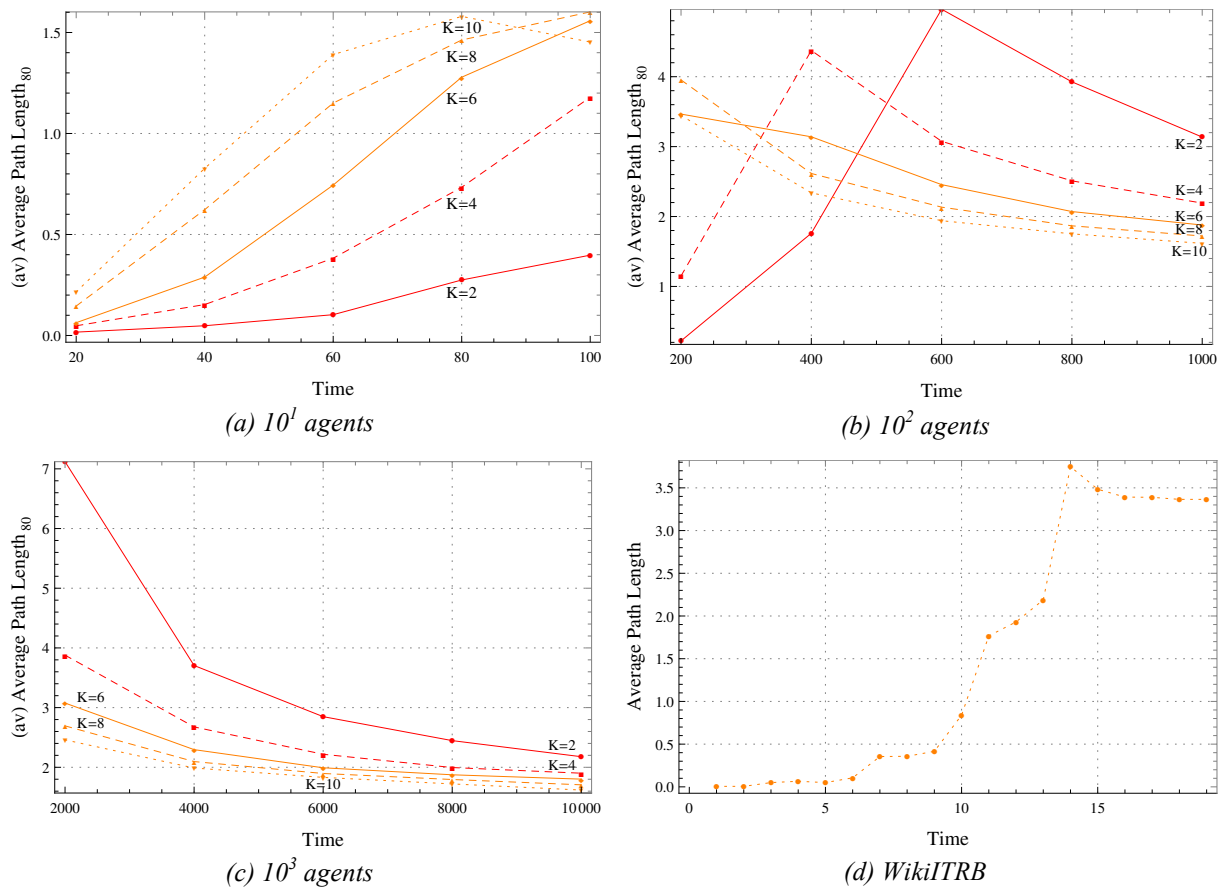 (av) Average Path Length80
1.5
1.0
0.5
0.0
K=10
K=8
K=6
K=4
K=2
20 40 60 80 100
Time
(a) 10^1 agents
(av) Average Path Length80
4
3
2
1
K=2
K=4
K=6
K=8
K=10
200 400 600 800 1000
Time
(b) 10^2 agents
(av) Average Path Length80
7
6
5
4
3
2
K=6
K=8
K=10
K=2
K=4
2000 4000 6000 8000 10000
Time
(c) 10^3 agents
Average Path Length
3.5
3.0
2.5
2.0
1.5
1.0
0.5
0.0
0 5 10 15
Time
(d) WikiITRB